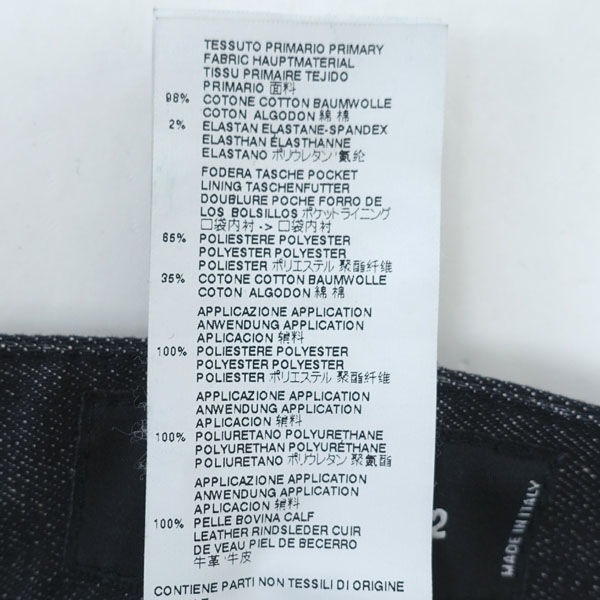 TESSUTO PRIMARIO PRIMARY
FABRIC HAUPTMATERIAL
TISSU PRIMAIRE TEJIDO
PRIMARIO 面料
98% COTONE COTTON BAUMWOLLE
COTON ALGODON 綿 棉
2% ELASTAN ELASTANE-SPANDEX
ELASTHAN ÉLASTHANNE
ELASTANO ポリウレタン 氨纶
FODERA TASCHE POCKET
LINING TASCHENFUTTER
DOUBLURE POCHE FORRO DE
LOS BOLSILLOS ポケットライニング
口袋内衬 -> 口袋内衬
65% POLIESTERE POLYESTER
POLYESTER POLYESTER
POLIESTER ポリエステル 聚酯纤维
35% COTONE COTTON BAUMWOLLE
COTON ALGODON 綿 棉
APPLICAZIONE APPLICATION
ANWENDUNG APPLICATION
APLICACION 辅料
100% POLIESTERE POLYESTER
POLYESTER POLYESTER
POLIESTER ポリエステル 聚酯纤维
APPLICAZIONE APPLICATION
ANWENDUNG APPLICATION
APLICACION 辅料
100% POLIURETANO POLYURETHANE
POLYURETHAN POLYURÉTHANE
POLIURETANO ポリウレタン 聚氨酯
APPLICAZIONE APPLICATION
ANWENDUNG APPLICATION
APLICACION 辅料
100% PELLE BOVINA CALF
LEATHER RINDSLEDER CUIR
DE VEAU PIEL DE BECERRO
牛革 牛皮
CONTIENE PARTI NON TESSILI DI ORIGINE
2
MADE IN ITALY